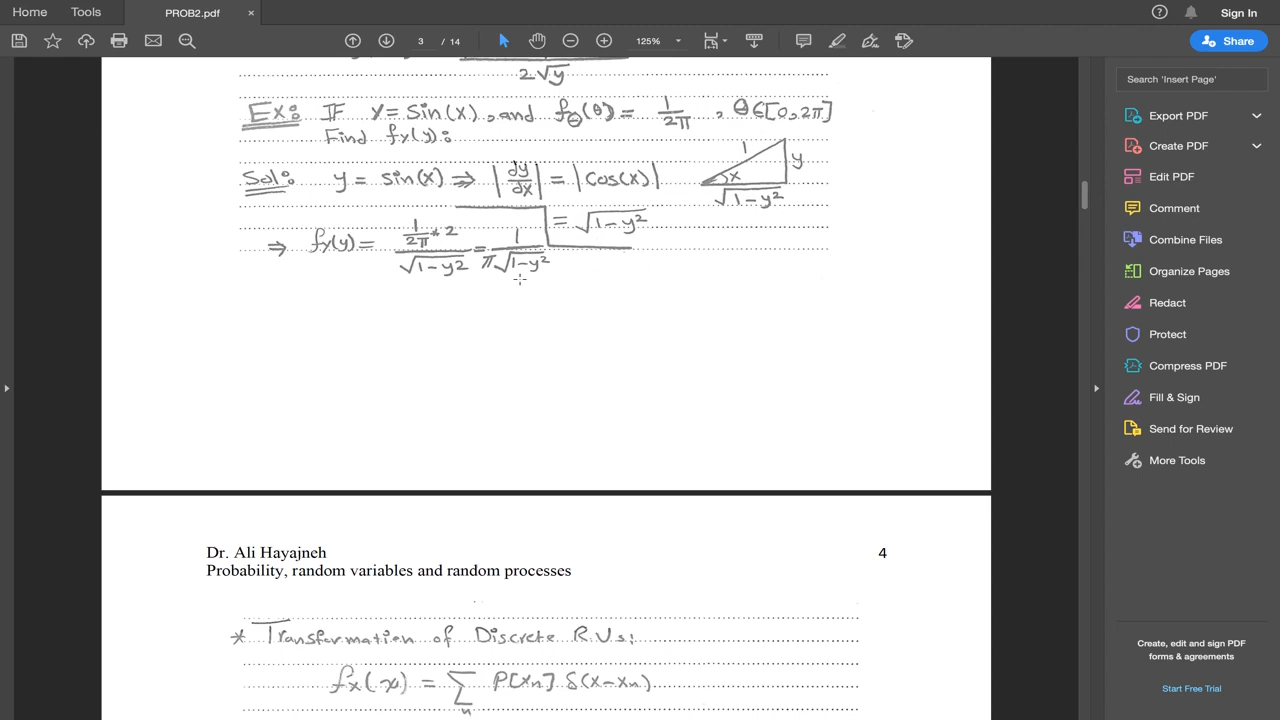 Home Tools PROB2.pdf × Sign In
3 / 14 125% Share
2√y
Ex: IF Y = Sin(X), and fΘ(θ) = 1/2π, θ∈[0,2π]
Find fY(y):
Sol: y = sin(x) ⇒ |dy/dx| = |cos(x)|
= √1-y²
1 y x √1-y²
⇒ fY(y) = (1/2π * 2)/√1-y2 = 1/π√1-y²
Dr. Ali Hayajneh 4
Probability, random variables and random processes
* Transformation of Discrete R.Vs:
fX(x) = Σn P[xn] δ(x-xn)
Search 'Insert Page'
Export PDF
Create PDF
Edit PDF
Comment
Combine Files
Organize Pages
Redact
Protect
Compress PDF
Fill & Sign
Send for Review
More Tools
Create, edit and sign PDF
forms & agreements
Start Free Trial